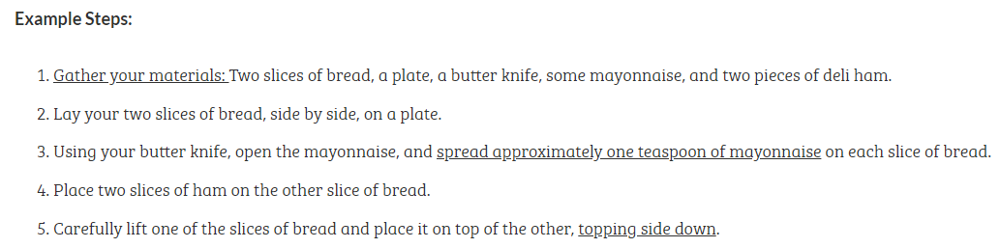 Example Steps:
1. Gather your materials: Two slices of bread, a plate, a butter knife, some mayonnaise, and two pieces of deli ham.
2. Lay your two slices of bread, side by side, on a plate.
3. Using your butter knife, open the mayonnaise, and spread approximately one teaspoon of mayonnaise on each slice of bread.
4. Place two slices of ham on the other slice of bread.
5. Carefully lift one of the slices of bread and place it on top of the other, topping side down.